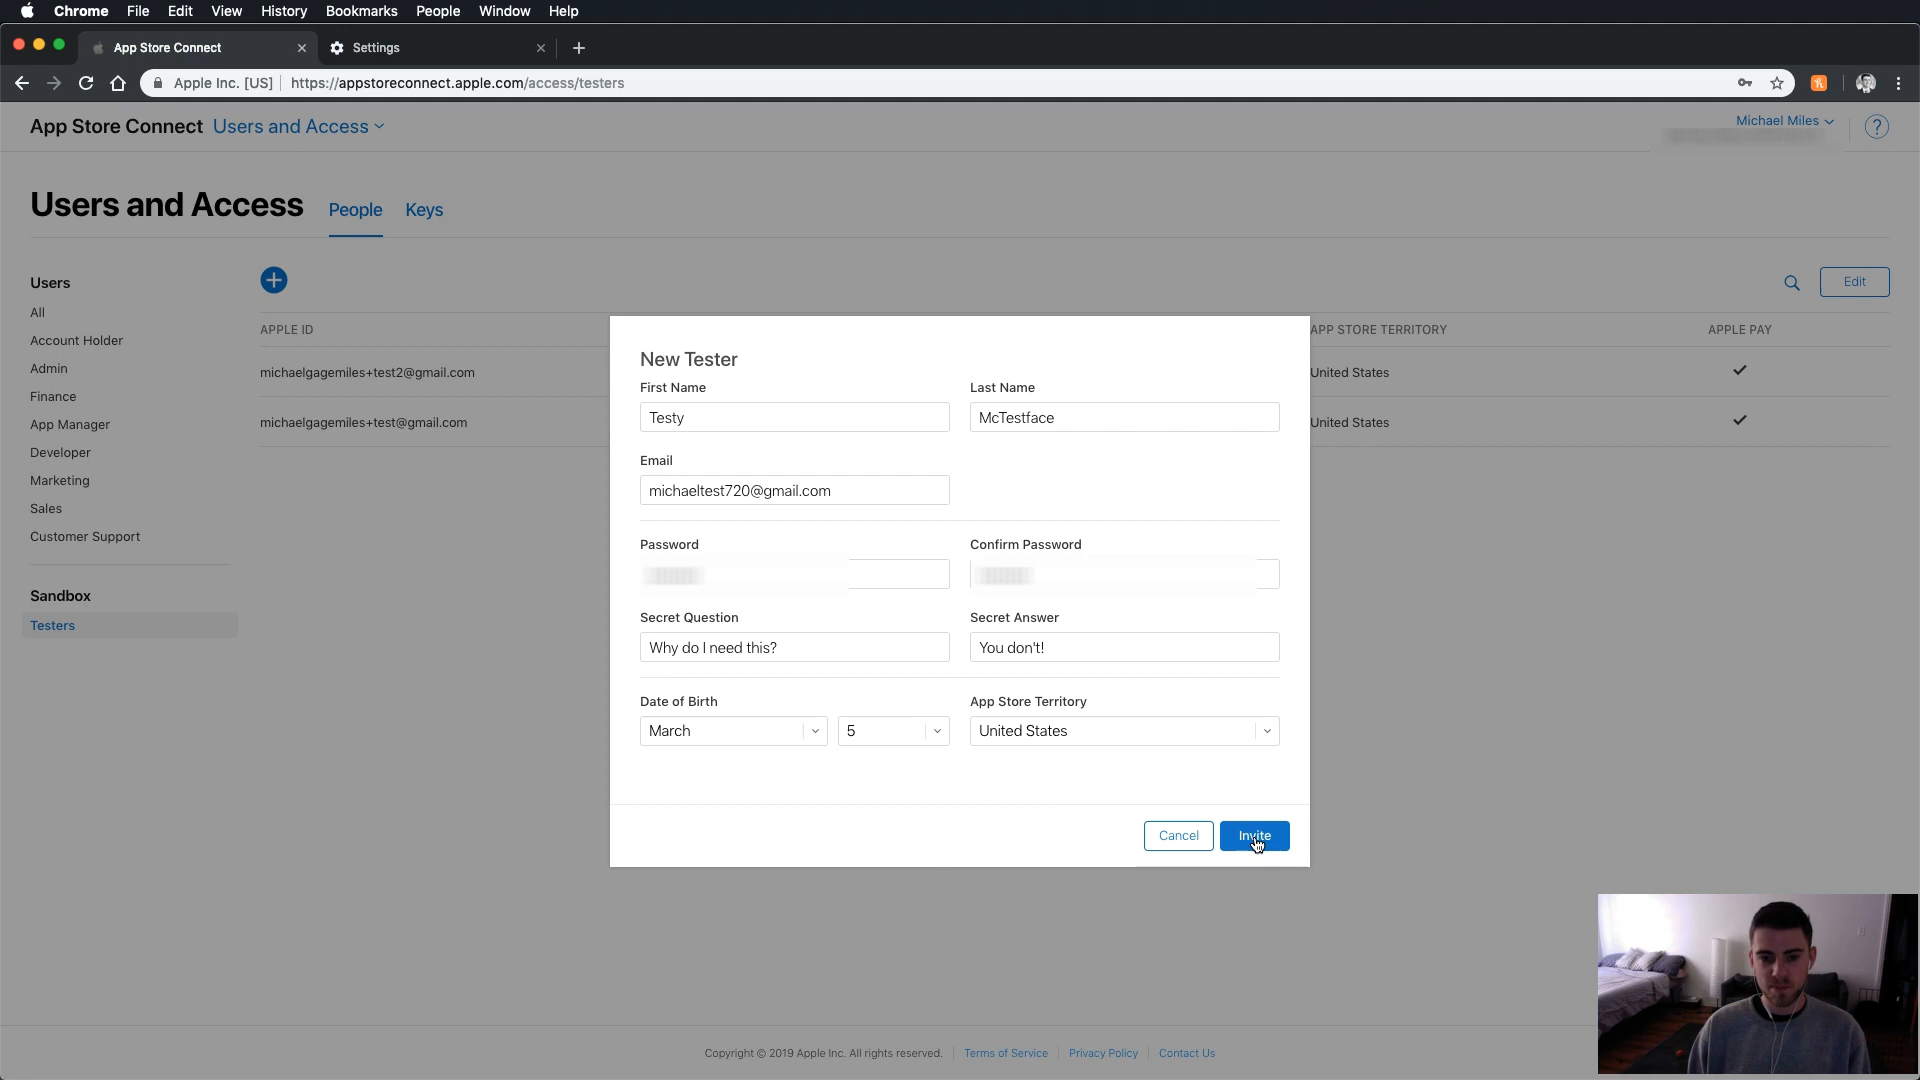 Chrome File Edit View History Bookmarks People Window Help
App Store Connect
Settings
Apple Inc. [US] https://appstoreconnect.apple.com/access/testers
App Store Connect Users and Access
Michael Miles
?
Users and Access People Keys
Users
All
Account Holder
Admin
Finance
App Manager
Developer
Marketing
Sales
Customer Support
Sandbox
Testers
Edit
APPLE ID
APP STORE TERRITORY
APPLE PAY
michaelgagemiles+test2@gmail.com
United States
michaelgagemiles+test@gmail.com
United States
New Tester
First Name
Last Name
Testy
McTestface
Email
michaeltest720@gmail.com
Password
Confirm Password
Secret Question
Secret Answer
Why do I need this?
You don't!
Date of Birth
App Store Territory
March
5
United States
Cancel
Invite
Copyright © 2019 Apple Inc. All rights reserved. Terms of Service Privacy Policy Contact Us